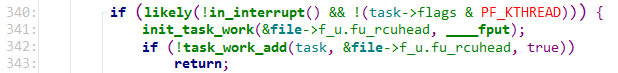 340: if (likely(!in_interrupt() && !(task->flags & PF_KTHREAD))) {
341: init_task_work(&file->f_u.fu_rcuhead, ____fput);
342: if (!task_work_add(task, &file->f_u.fu_rcuhead, true))
343: return;